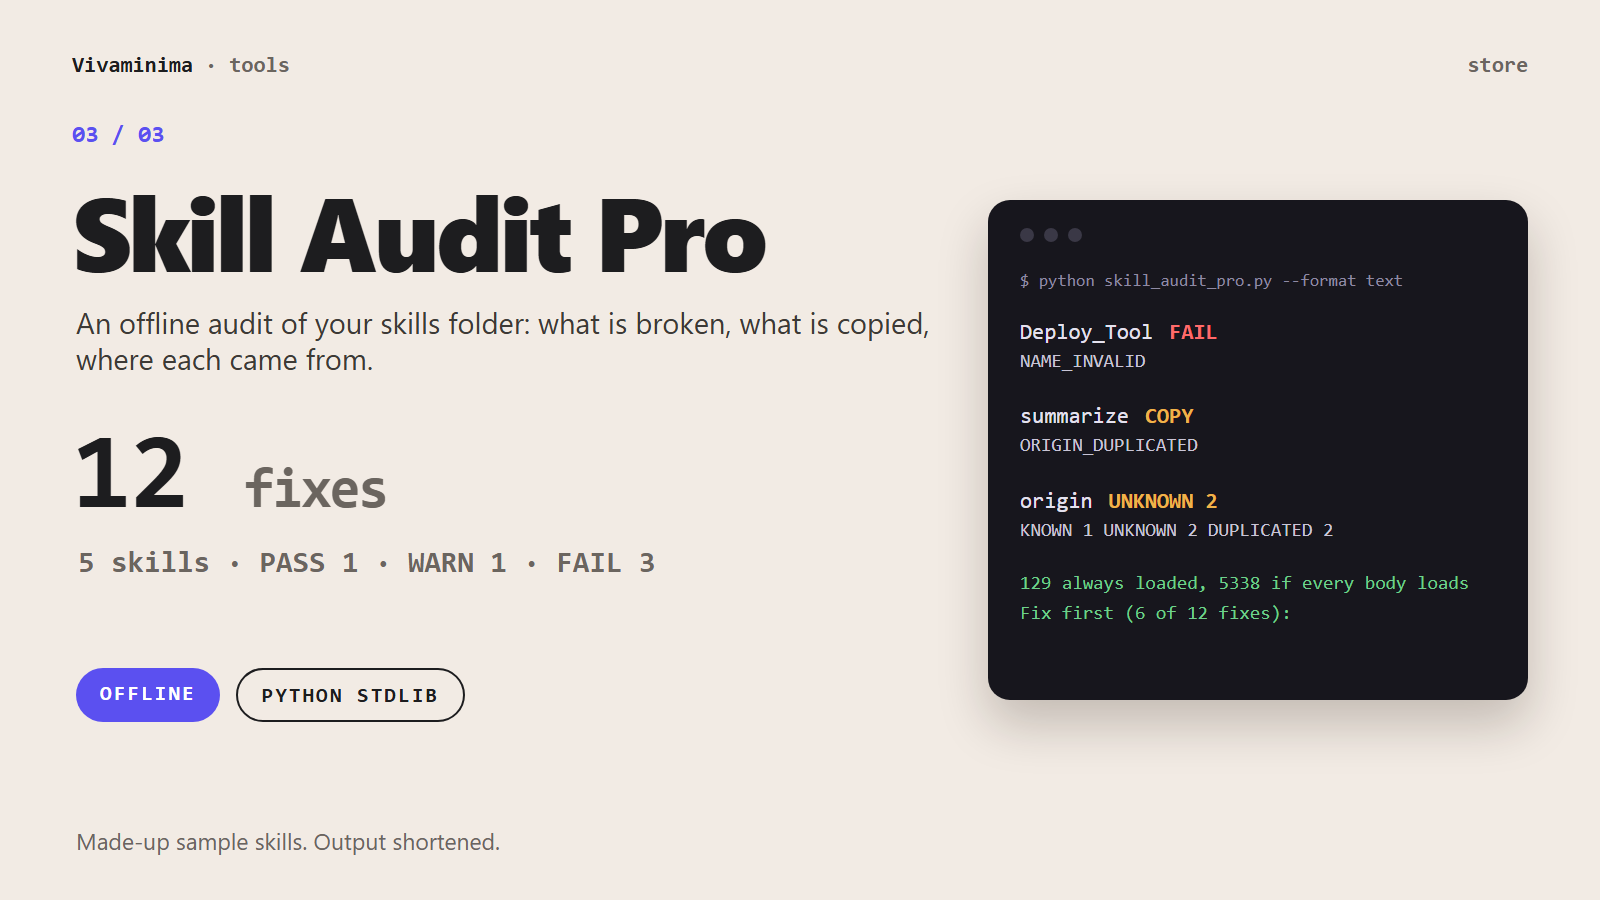 Vivaminima · tools
store
03 / 03
Skill Audit Pro
An offline audit of your skills folder: what is broken, what is copied,
where each came from.
12 fixes
5 skills · PASS 1 · WARN 1 · FAIL 3
OFFLINE
PYTHON STDLIB
$ python skill_audit_pro.py --format text
Deploy_Tool FAIL
NAME_INVALID
summarize COPY
ORIGIN_DUPLICATED
origin UNKNOWN 2
KNOWN 1 UNKNOWN 2 DUPLICATED 2
129 always loaded, 5338 if every body loads
Fix first (6 of 12 fixes):
Made-up sample skills. Output shortened.